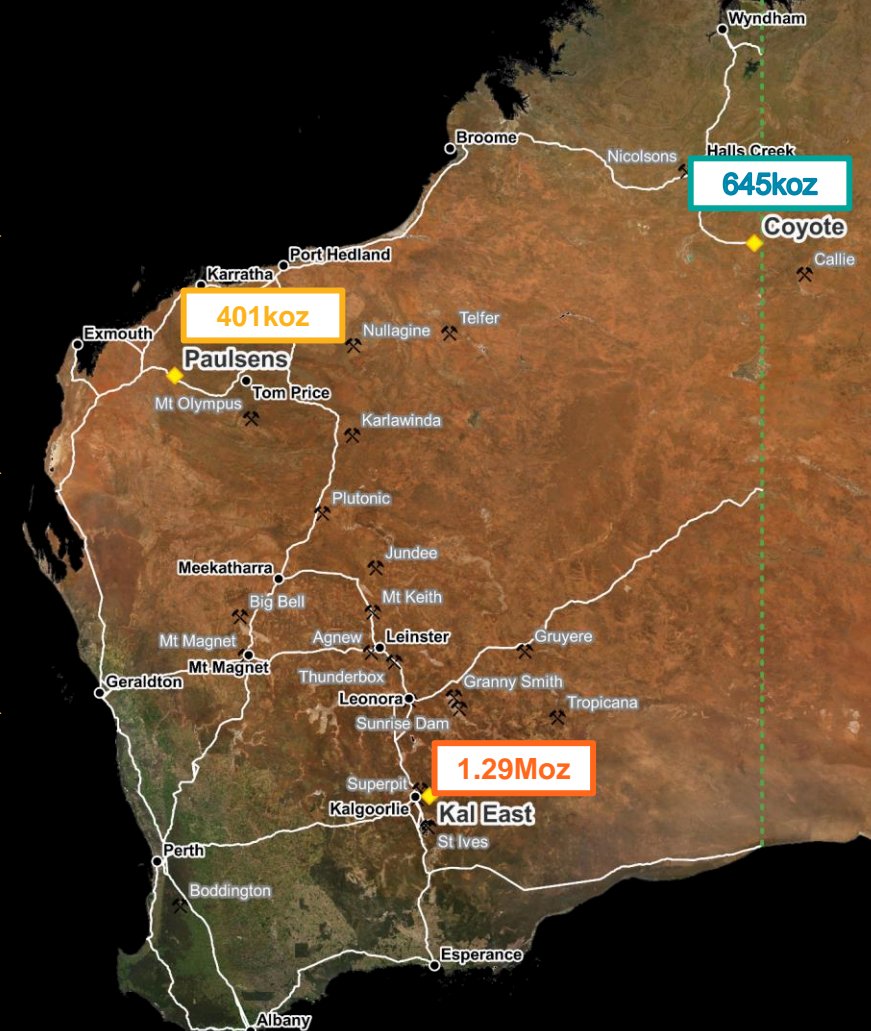 Wyndham
Broome
Nicolsons
Halls Creek
645koz
Coyote
Callie
Port Hedland
Karratha
401koz
Telfer
Nullagine
Exmouth
Paulsens
Tom Price
Mt Olympus
Karlawinda
Plutonic
Jundee
Meekatharra
Mt Keith
Big Bell
Agnew
Leinster
Gruyere
Mt Magnet
Mt Magnet
Thunderbox
Geraldton
Granny Smith
Leonora
Tropicana
Sunrise Dam
1.29Moz
Superpit
Kalgoorlie
Kal East
St Ives
Perth
Boddington
Esperance
Albany